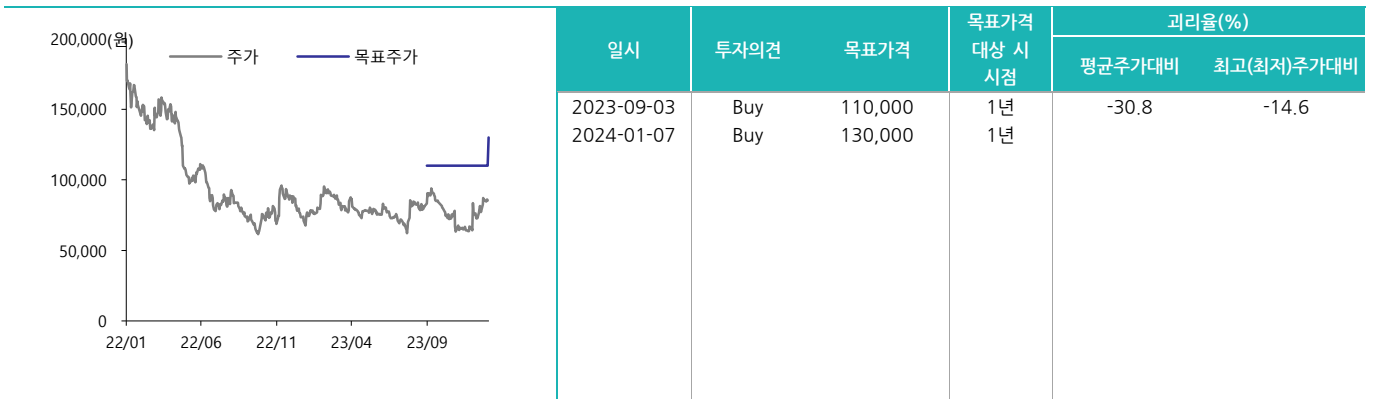 200,000(원)
주가
목표주가
150,000
100,000
50,000
0
22/01 22/06 22/11 23/04 23/09
일시 투자의견 목표가격 목표가격 대상 시 시점 괴리율(%)
평균주가대비 최고(최저)주가대비
2023-09-03 Buy 110,000 1년 -30.8 -14.6
2024-01-07 Buy 130,000 1년